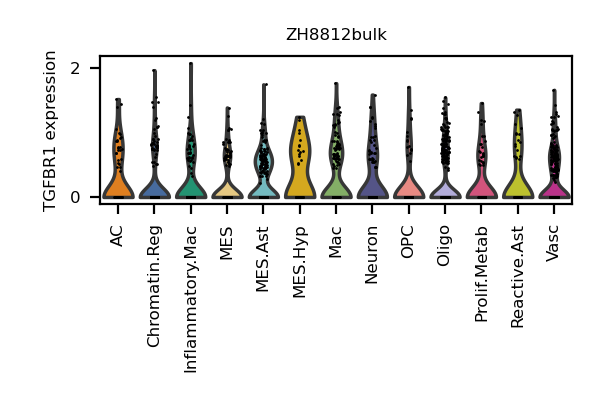 ZH8812bulk
TGFBR1 expression
2
0
AC
Chromatin.Reg
Inflammatory.Mac
MES
MES.Ast
MES.Hyp
Mac
Neuron
OPC
Oligo
Prolif.Metab
Reactive.Ast
Vasc